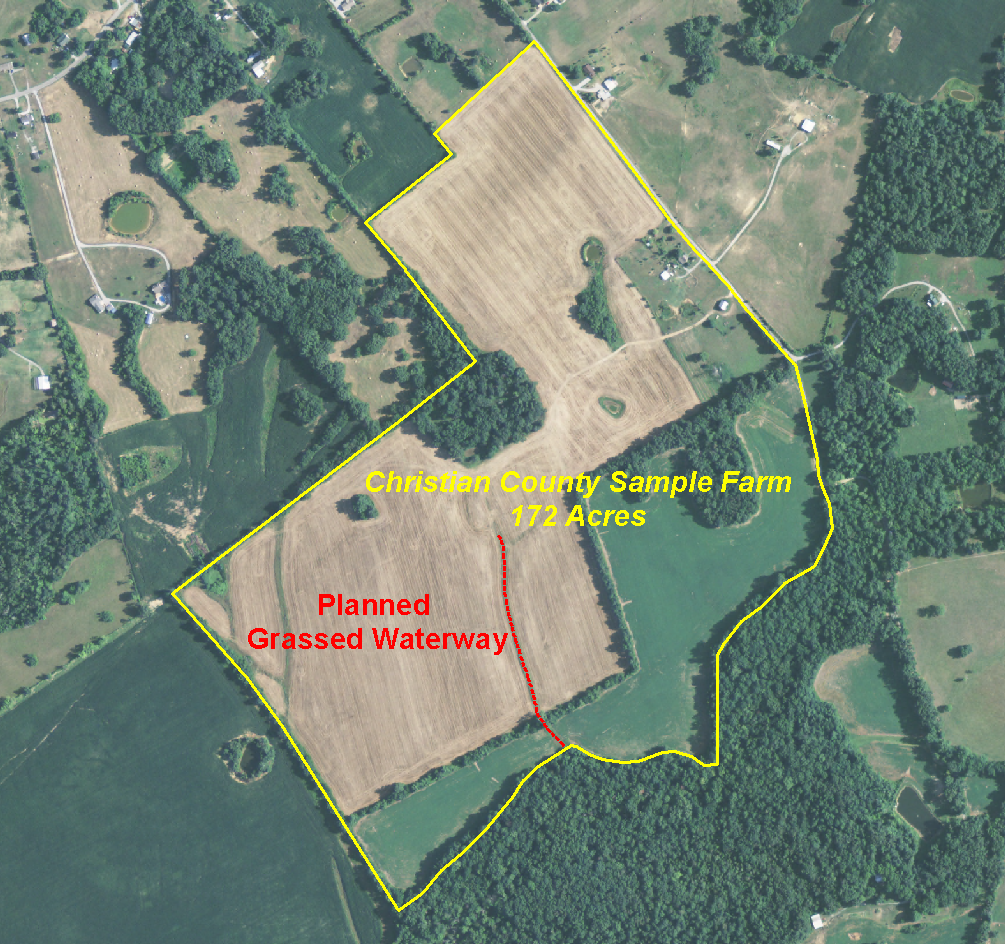 Christian County Sample Farm
172 Acres
Planned
Grassed Waterway